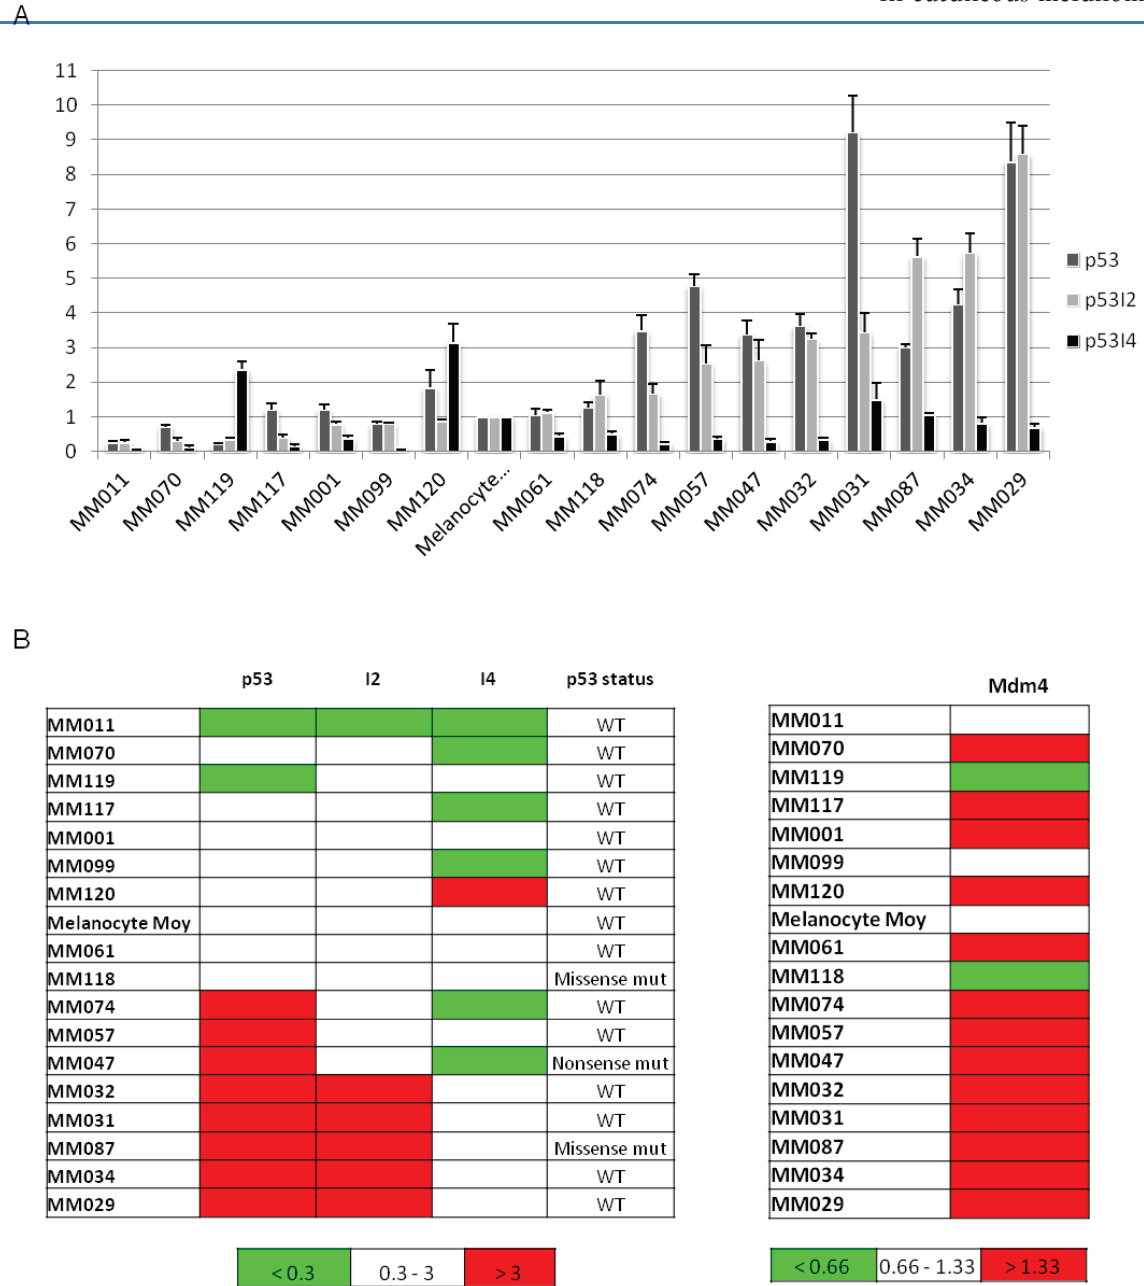 A
11
10
9
8
7
6
5
4
3
2
1
0
MM011 MM070 MM119 MM117 MM001 MM099 MM120 Melanocyte... MM061 MM118 MM074 MM057 MM047 MM032 MM031 MM087 MM034 MM029
p53
p53I2
p53I4
B
p53 I2 I4 p53 status
MM011 WT
MM070 WT
MM119 WT
MM117 WT
MM001 WT
MM099 WT
MM120 WT
Melanocyte Moy WT
MM061 WT
MM118 Missense mut
MM074 WT
MM057 WT
MM047 Nonsense mut
MM032 WT
MM031 WT
MM087 Missense mut
MM034 WT
MM029 WT
< 0.3 0.3 - 3 > 3
Mdm4
MM011
MM070
MM119
MM117
MM001
MM099
MM120
Melanocyte Moy
MM061
MM118
MM074
MM057
MM047
MM032
MM031
MM087
MM034
MM029
< 0.66 0.66 - 1.33 > 1.33